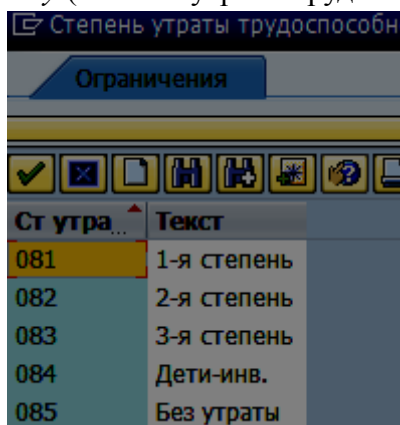 Степень утраты трудоспособн
Ограничения
Ст утра... Текст
081 1-я степень
082 2-я степень
083 3-я степень
084 Дети-инв.
085 Без утраты